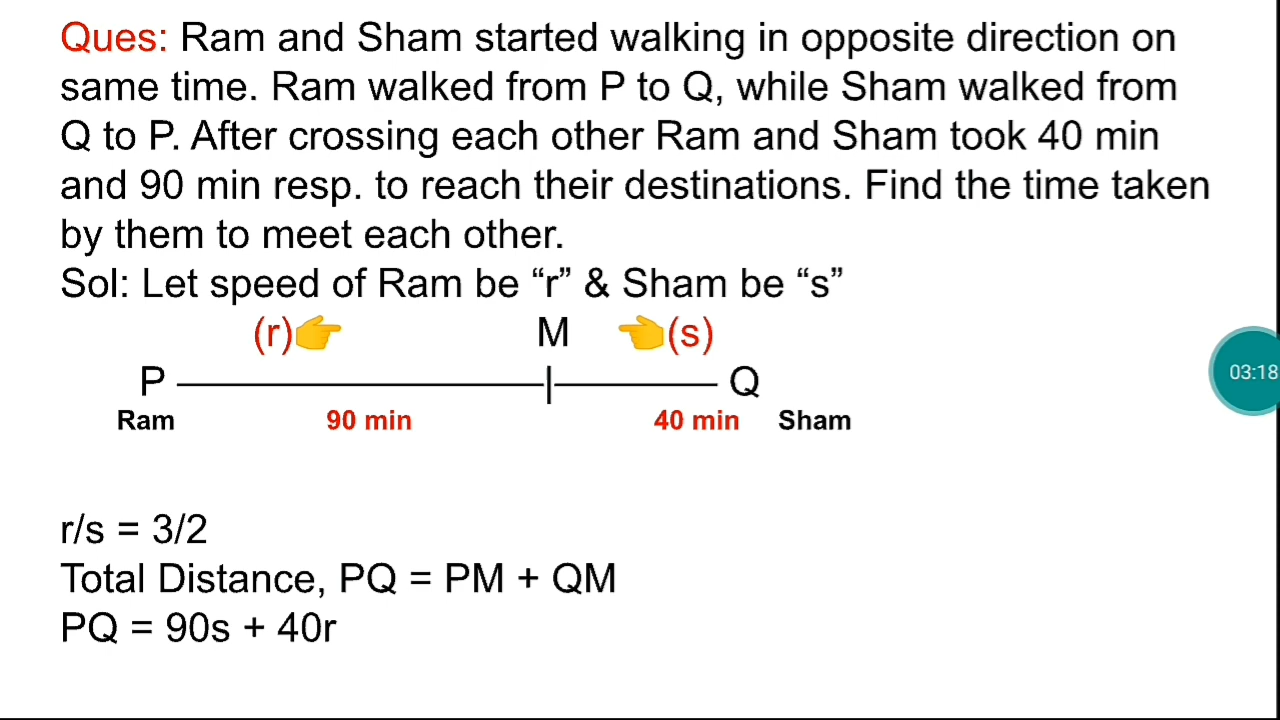 Ques: Ram and Sham started walking in opposite direction on
same time. Ram walked from P to Q, while Sham walked from
Q to P. After crossing each other Ram and Sham took 40 min
and 90 min resp. to reach their destinations. Find the time taken
by them to meet each other.
Sol: Let speed of Ram be “r” & Sham be “s”
(r)👉 M 👈(s)
P Q
Ram 90 min 40 min Sham
03:18
r/s = 3/2
Total Distance, PQ = PM + QM
PQ = 90s + 40r